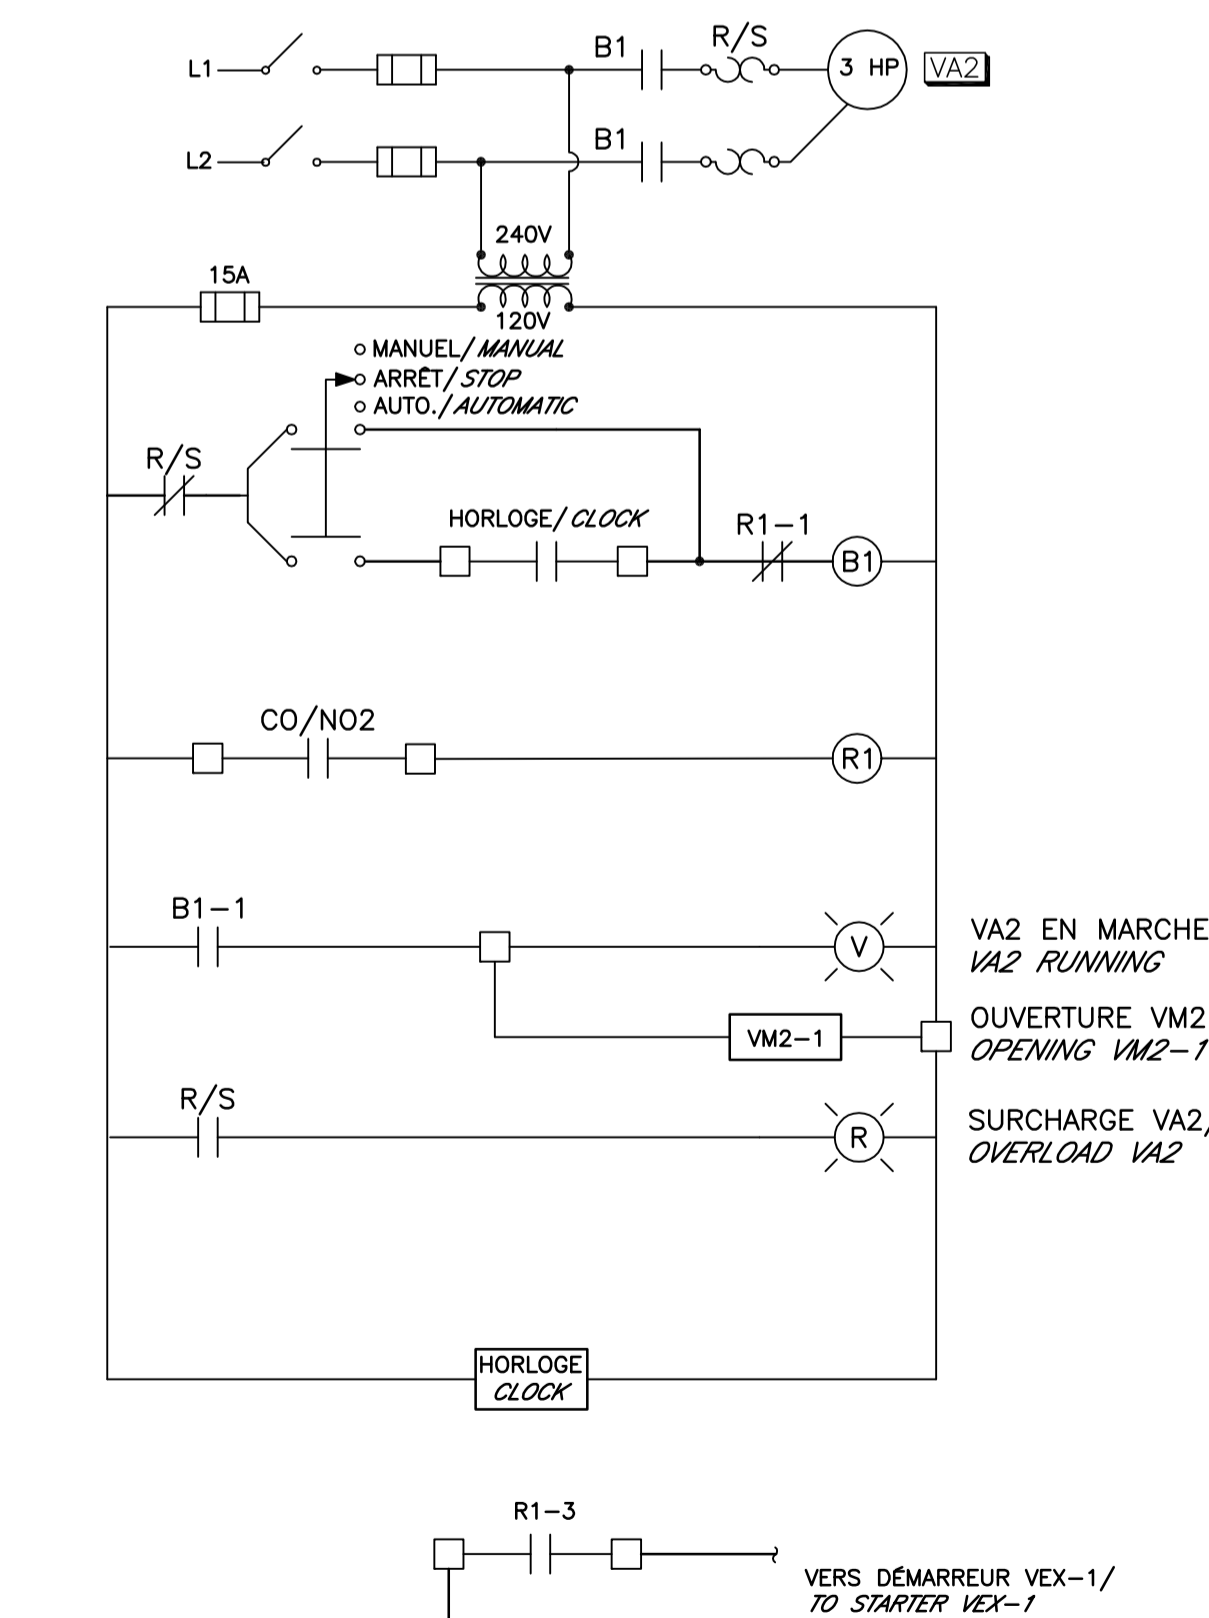 L1
B1
R/S
3 HP
VA2
L2
B1
240V
15A
120V
MANUEL/MANUAL
ARRÊT/STOP
AUTO./AUTOMATIC
R/S
HORLOGE/CLOCK
R1-1
B1
CO/NO2
R1
B1-1
V
VA2 EN MARCHE
VA2 RUNNING
VM2-1
OUVERTURE VM2
OPENING VM2-1
R/S
R
SURCHARGE VA2/
OVERLOAD VA2
HORLOGE
CLOCK
R1-3
VERS DÉMARREUR VEX-1/
TO STARTER VEX-1